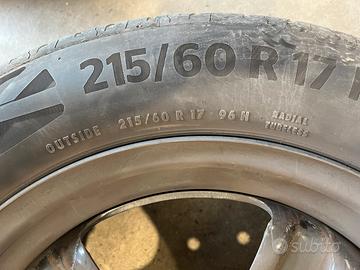 215/60 R 17 H
OUTSIDE 215/60 R 17 96 H RADIAL
TUBELESS
subito